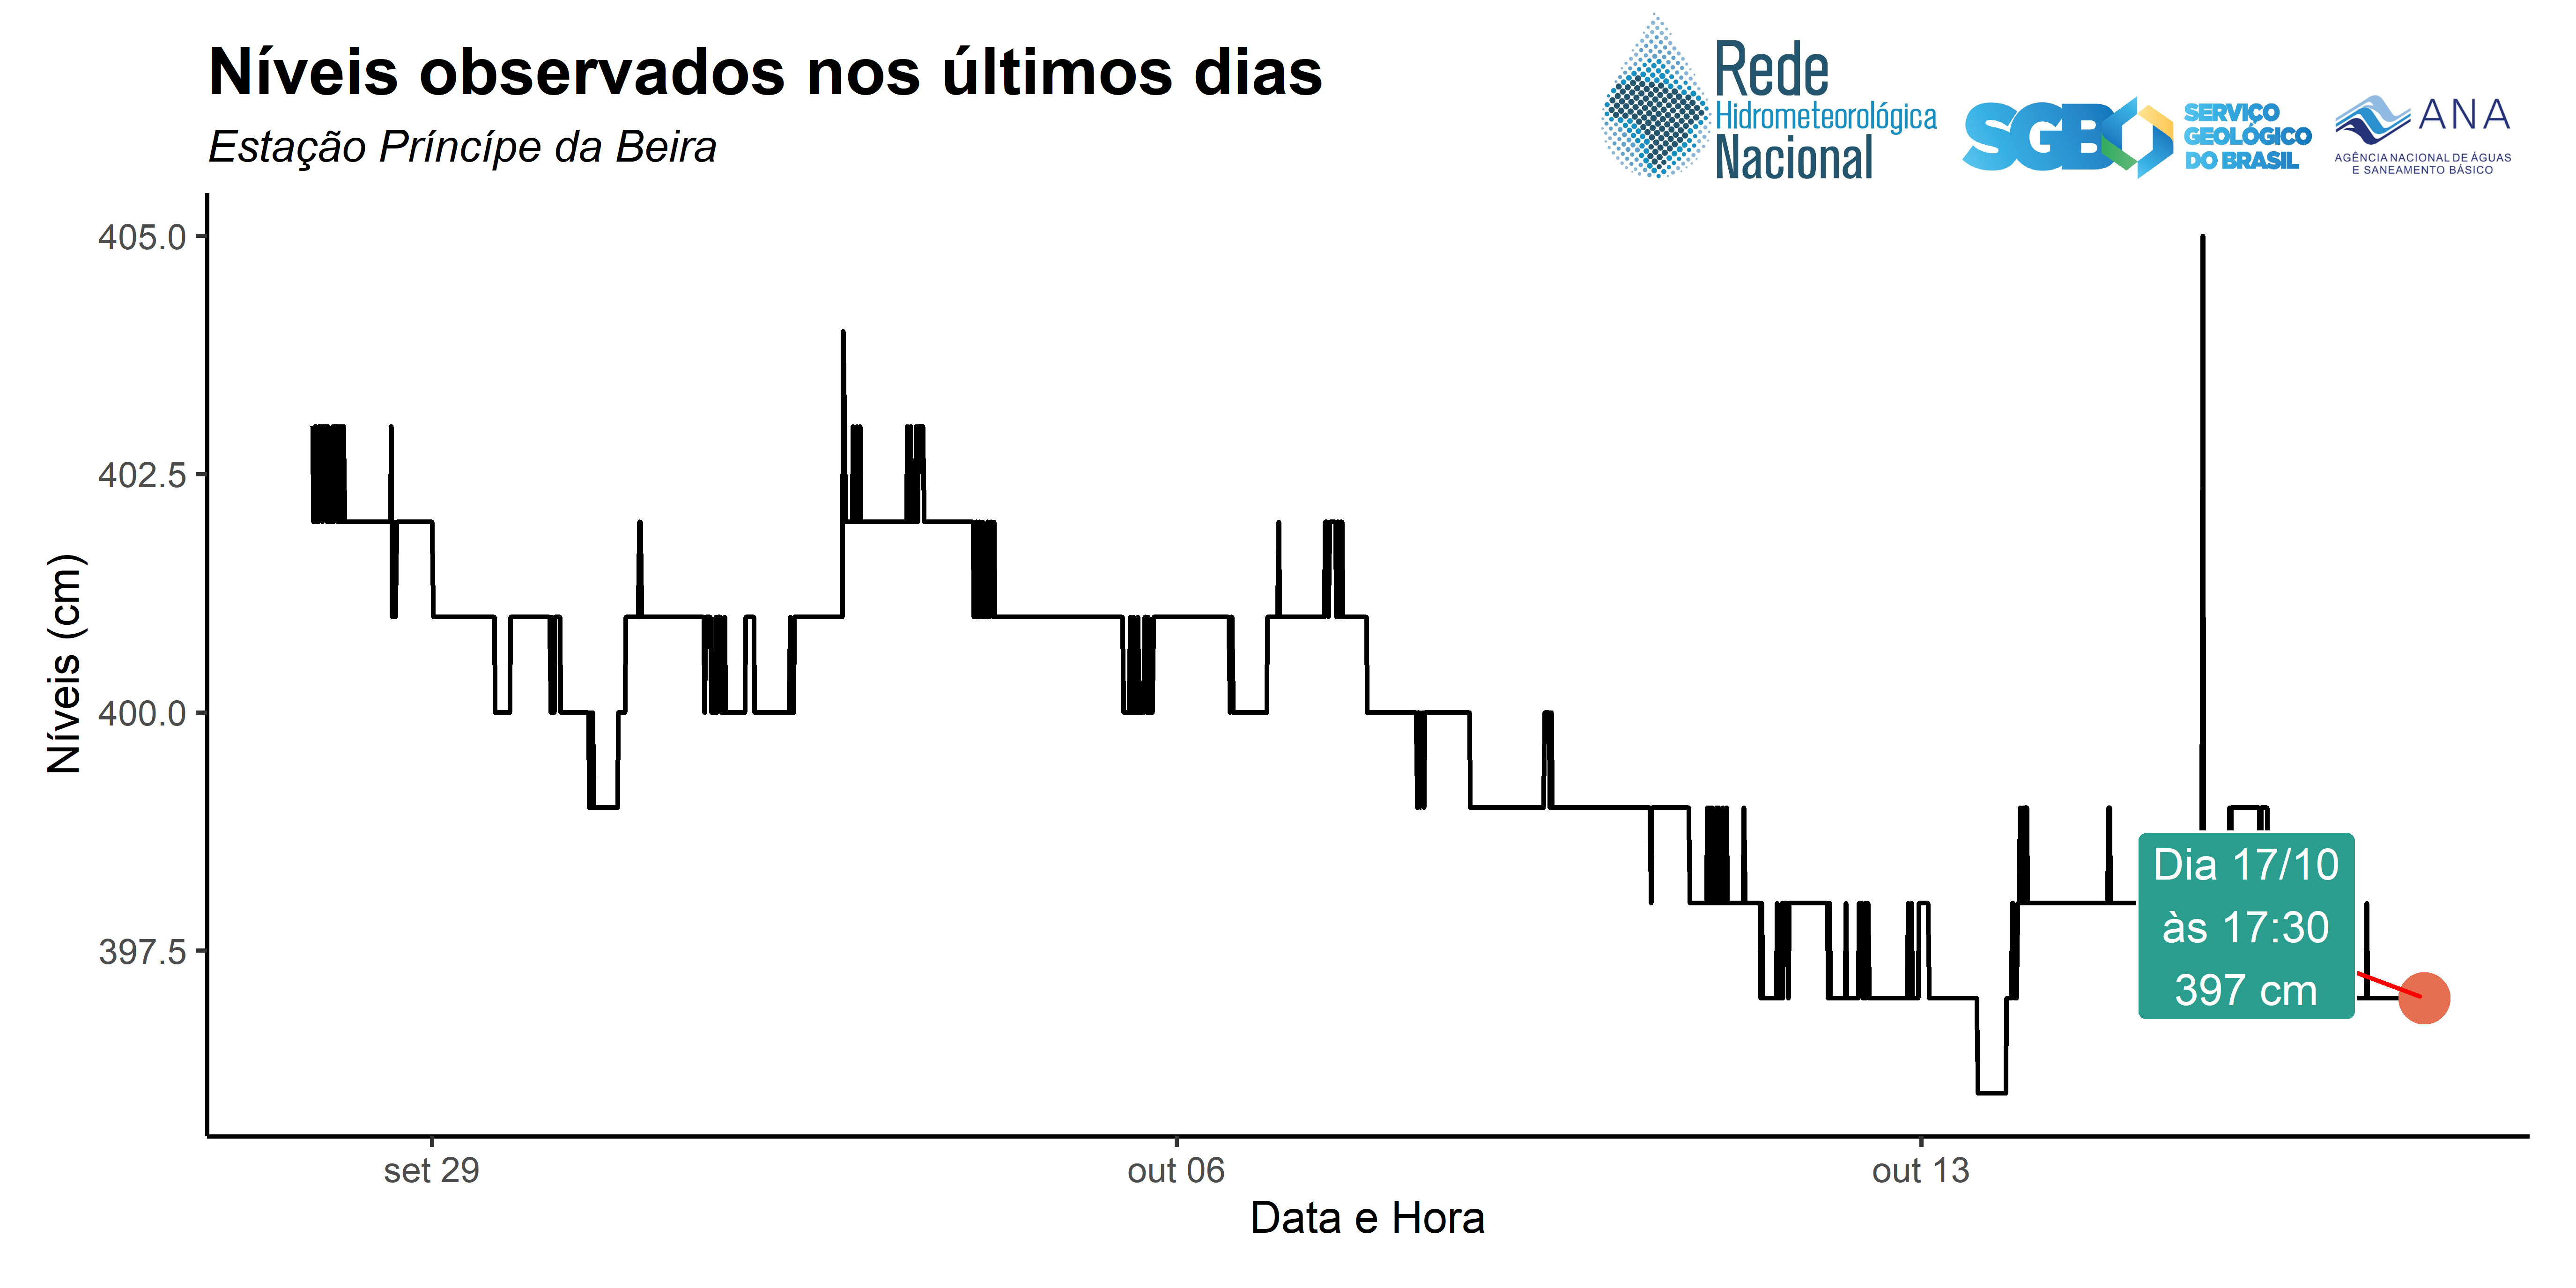 Níveis observados nos últimos dias
Estação Príncípe da Beira
Rede
Hidrometeorológica
Nacional
SGB
SERVIÇO
GEOLÓGICO
DO BRASIL
ANA
AGÊNCIA NACIONAL DE ÁGUAS
E SANEAMENTO BÁSICO
Níveis (cm)
405.0
402.5
400.0
397.5
Dia 17/10
às 17:30
397 cm
set 29
out 06
out 13
Data e Hora